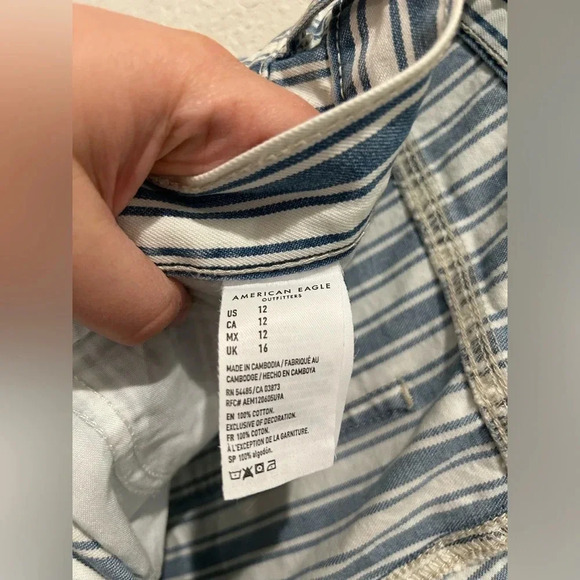 AMERICAN EAGLE
OUTFITTERS
US 12
CA 12
MX 12
UK 16
MADE IN CAMBODIA / FABRIQUÉ AU
CAMBODGE / HECHO EN CAMBOYA
RN 54485/CA 03873
RFC# AEM120605U9A
EN 100% COTTON.
EXCLUSIVE OF DECORATION.
FR 100% COTON.
À L'EXCEPTION DE LA GARNITURE.
SP 100% algodón.